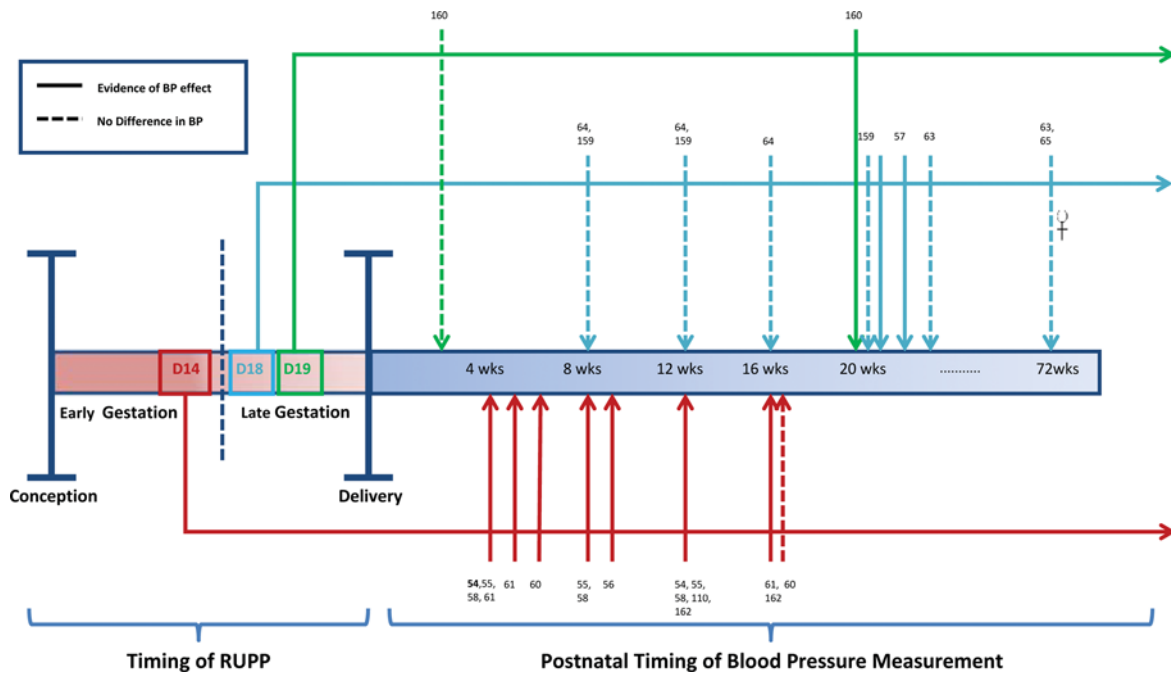 160
160
Evidence of BP effect
No Difference in BP
64,
159
64,
159
64
159
57
63
63,
65
♀
D14
D18
D19
4 wks
8 wks
12 wks
16 wks
20 wks
...........
72wks
Early Gestation
Late Gestation
Conception
Delivery
54,55,
58, 61
61
60
55,
58
56
54, 55,
58, 110,
162
61,
162
60
Timing of RUPP
Postnatal Timing of Blood Pressure Measurement